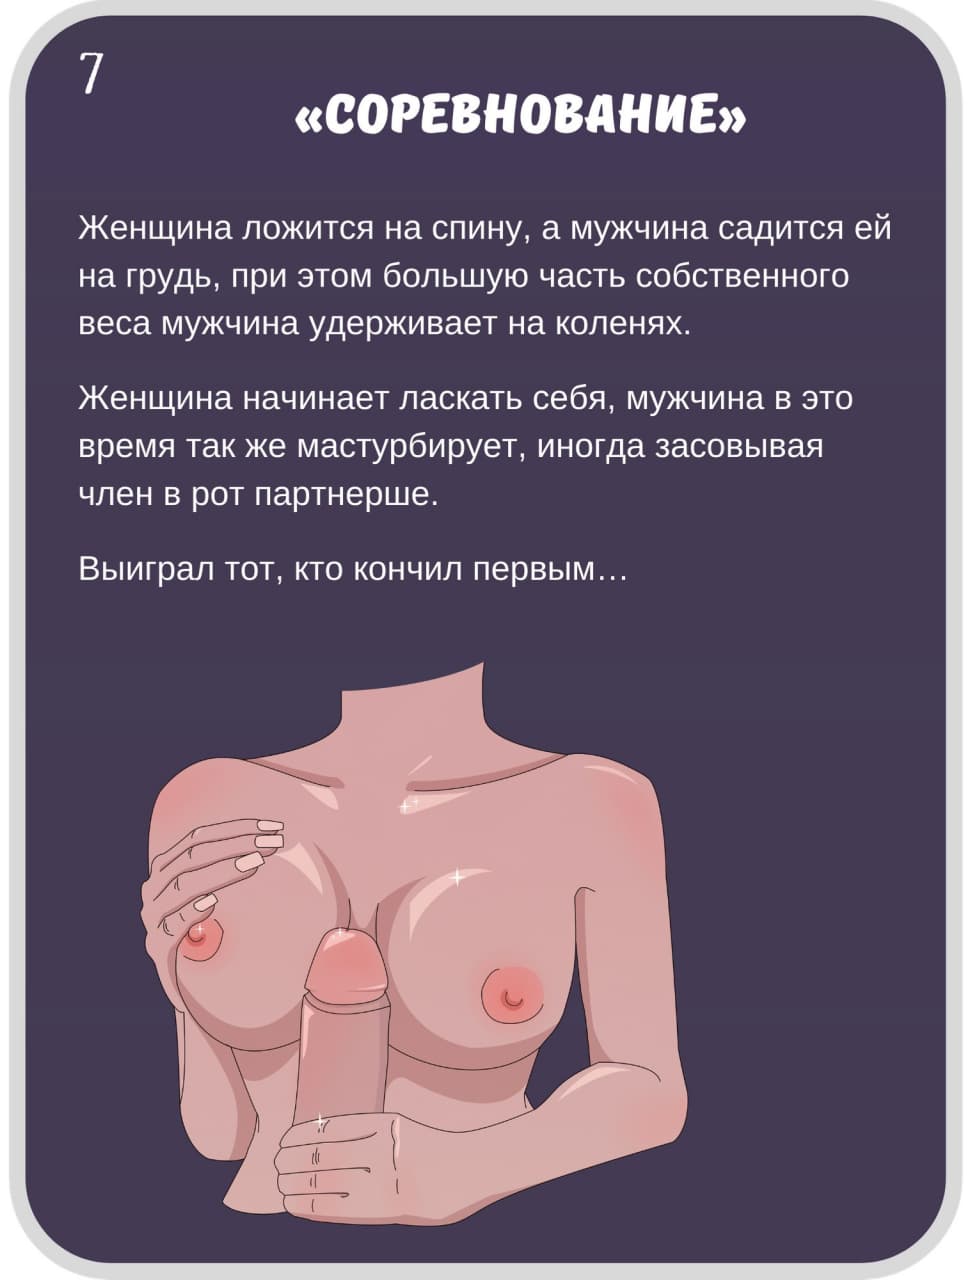 7
«СОРЕВНОВАНИЕ»
Женщина ложится на спину, а мужчина садится ей
на грудь, при этом большую часть собственного
веса мужчина удерживает на коленях.
Женщина начинает ласкать себя, мужчина в это
время так же мастурбирует, иногда засовывая
член в рот партнерше.
Выиграл тот, кто кончил первым…